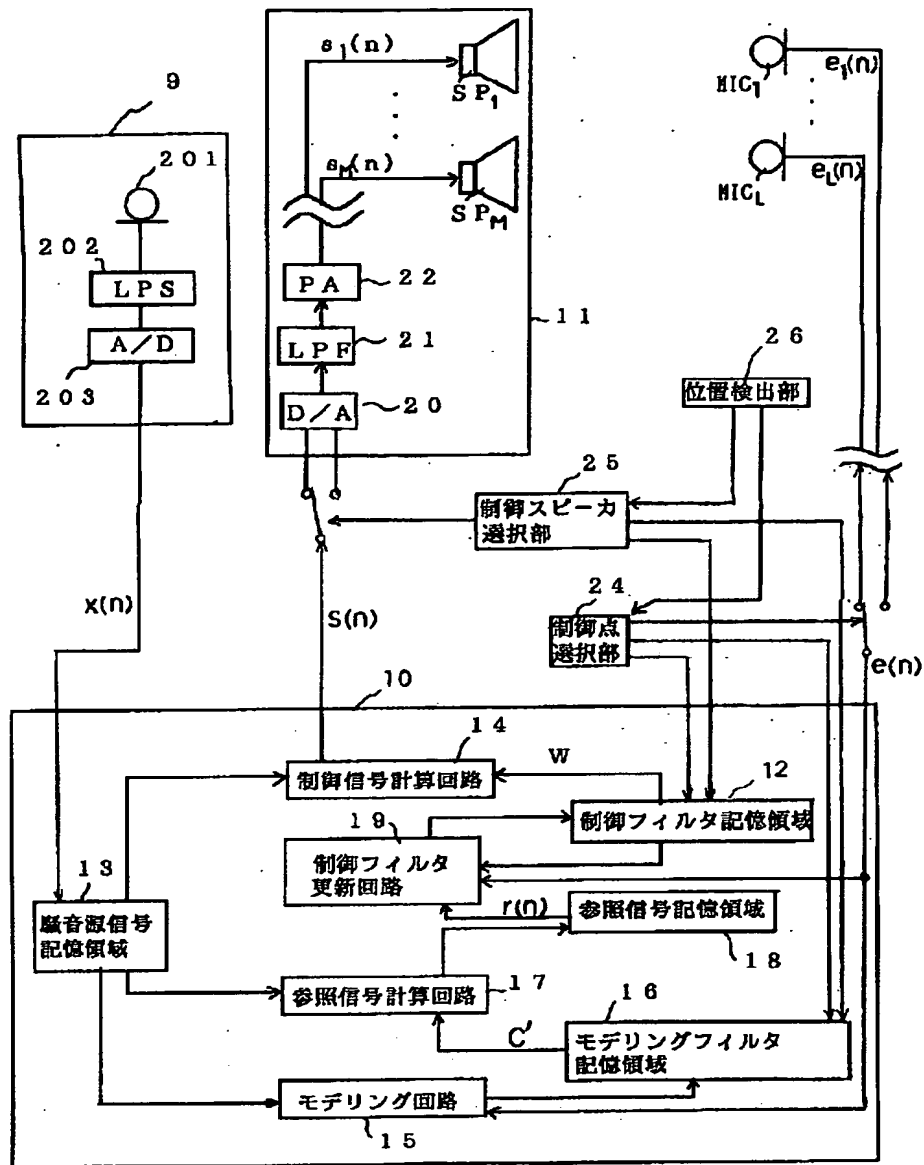 s₁(n)
SP₁
sM(n)
SPM
MIC₁
e₁(n)
MICL
eL(n)
9
201
202
LPS
A/D
203
PA
22
LPF
21
D/A
20
11
26
位置検出部
25
制御スピーカ
選択部
24
制御点
選択部
x(n)
S(n)
e(n)
10
14
制御信号計算回路
W
12
制御フィルタ記憶領域
19
制御フィルタ
更新回路
13
騒音源信号
記憶領域
r(n)
参照信号記憶領域
18
参照信号計算回路
17
16
C'
モデリングフィルタ
記憶領域
モデリング回路
15